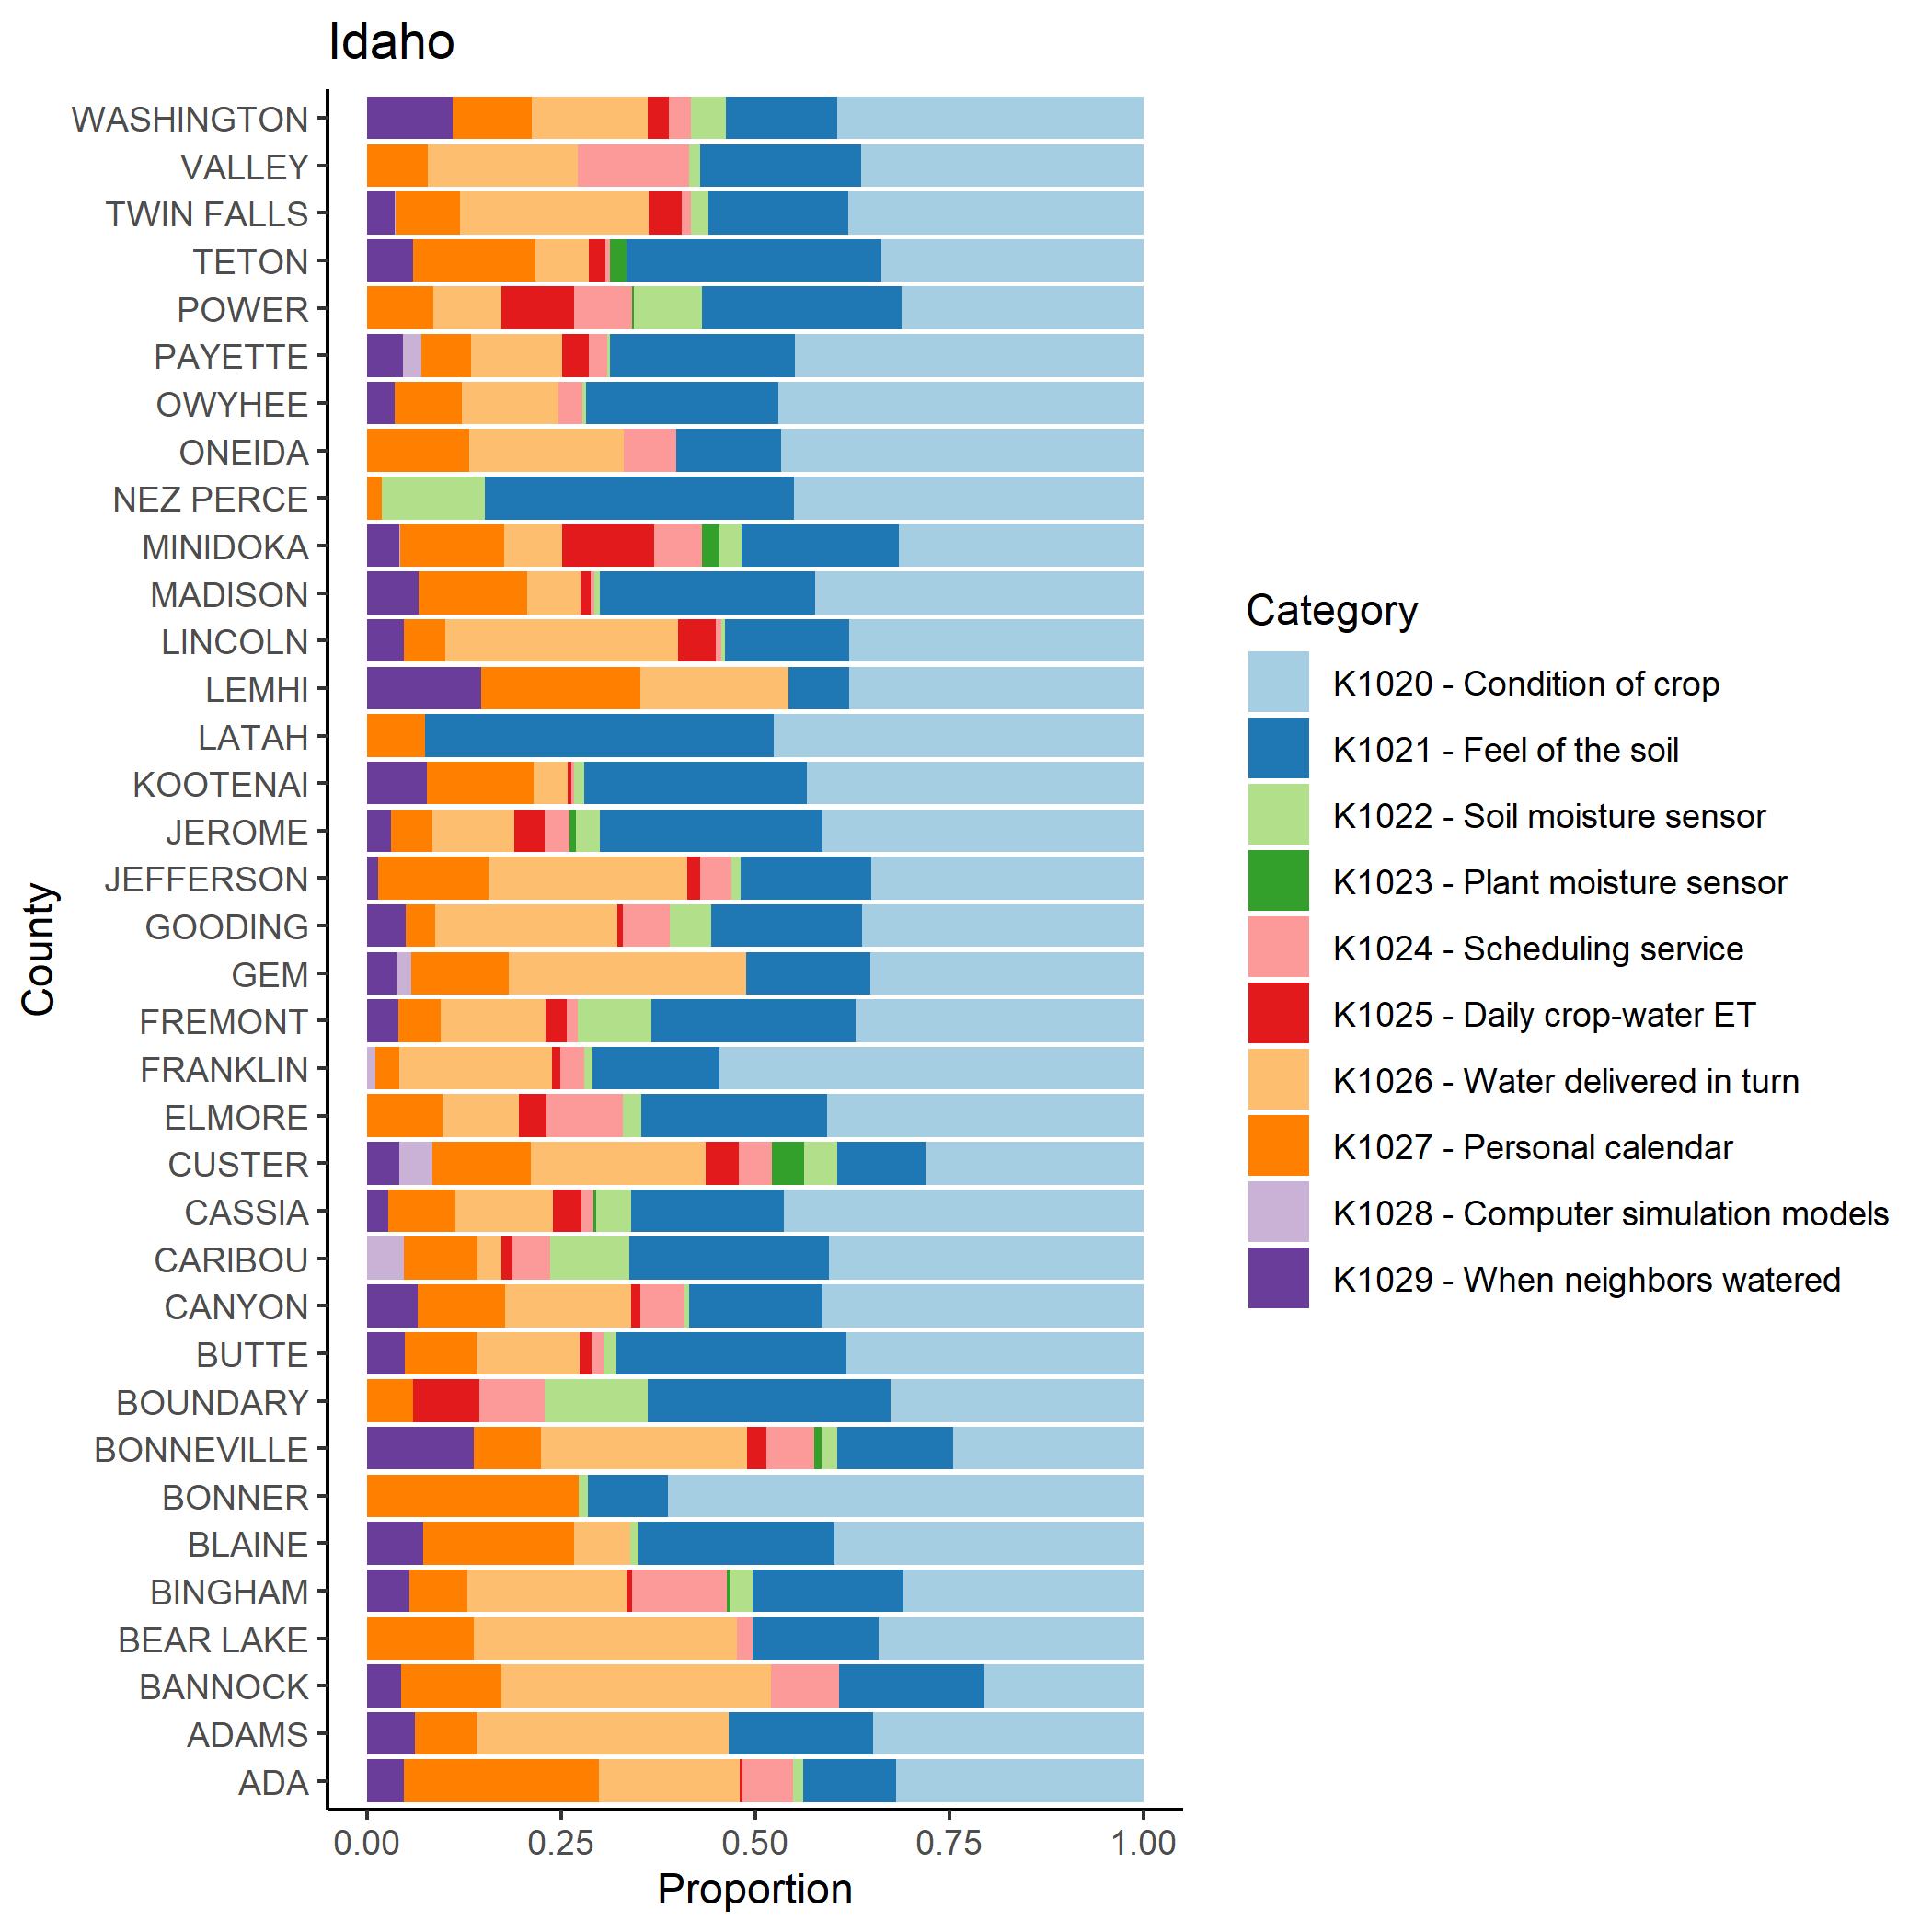 Idaho
WASHINGTON
VALLEY
TWIN FALLS
TETON
POWER
PAYETTE
OWYHEE
ONEIDA
NEZ PERCE
MINIDOKA
MADISON
LINCOLN
LEMHI
LATAH
KOOTENAI
JEROME
JEFFERSON
GOODING
GEM
FREMONT
FRANKLIN
ELMORE
CUSTER
CASSIA
CARIBOU
CANYON
BUTTE
BOUNDARY
BONNEVILLE
BONNER
BLAINE
BINGHAM
BEAR LAKE
BANNOCK
ADAMS
ADA
County
0.00 0.25 0.50 0.75 1.00
Proportion
Category
K1020 - Condition of crop
K1021 - Feel of the soil
K1022 - Soil moisture sensor
K1023 - Plant moisture sensor
K1024 - Scheduling service
K1025 - Daily crop-water ET
K1026 - Water delivered in turn
K1027 - Personal calendar
K1028 - Computer simulation models
K1029 - When neighbors watered